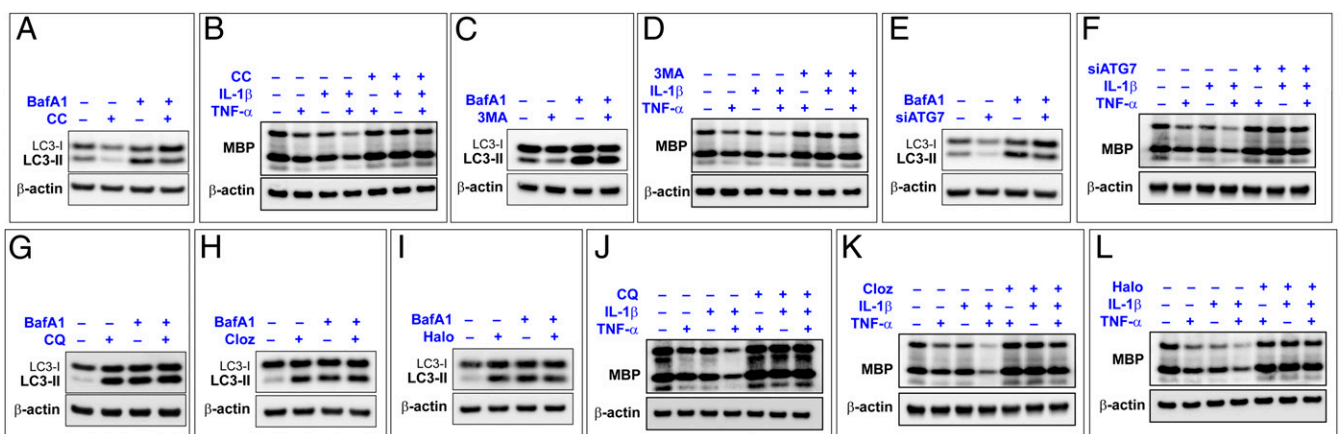 A
BafA1 – – + +
CC – + – +
LC3-I
LC3-II
β-actin
B
CC – – – – + + +
IL-1β – – + + – + +
TNF-α – + – + + – +
MBP
β-actin
C
BafA1 – – + +
3MA – + – +
LC3-I
LC3-II
β-actin
D
3MA – – – – + + +
IL-1β – – + + – + +
TNF-α – + – + + – +
MBP
β-actin
E
BafA1 – – + +
siATG7 – + – +
LC3-I
LC3-II
β-actin
F
siATG7 – – – – + + +
IL-1β – – + + – + +
TNF-α – + – + + – +
MBP
β-actin
G
BafA1 – – + +
CQ – + – +
LC3-I
LC3-II
β-actin
H
BafA1 – – + +
Cloz – + – +
LC3-I
LC3-II
β-actin
I
BafA1 – – + +
Halo – + – +
LC3-I
LC3-II
β-actin
J
CQ – – – – + + +
IL-1β – – + + – + +
TNF-α – + – + + – +
MBP
β-actin
K
Cloz – – – – + + +
IL-1β – – + + – + +
TNF-α – + – + + – +
MBP
β-actin
L
Halo – – – – + + +
IL-1β – – + + – + +
TNF-α – + – + + – +
MBP
β-actin